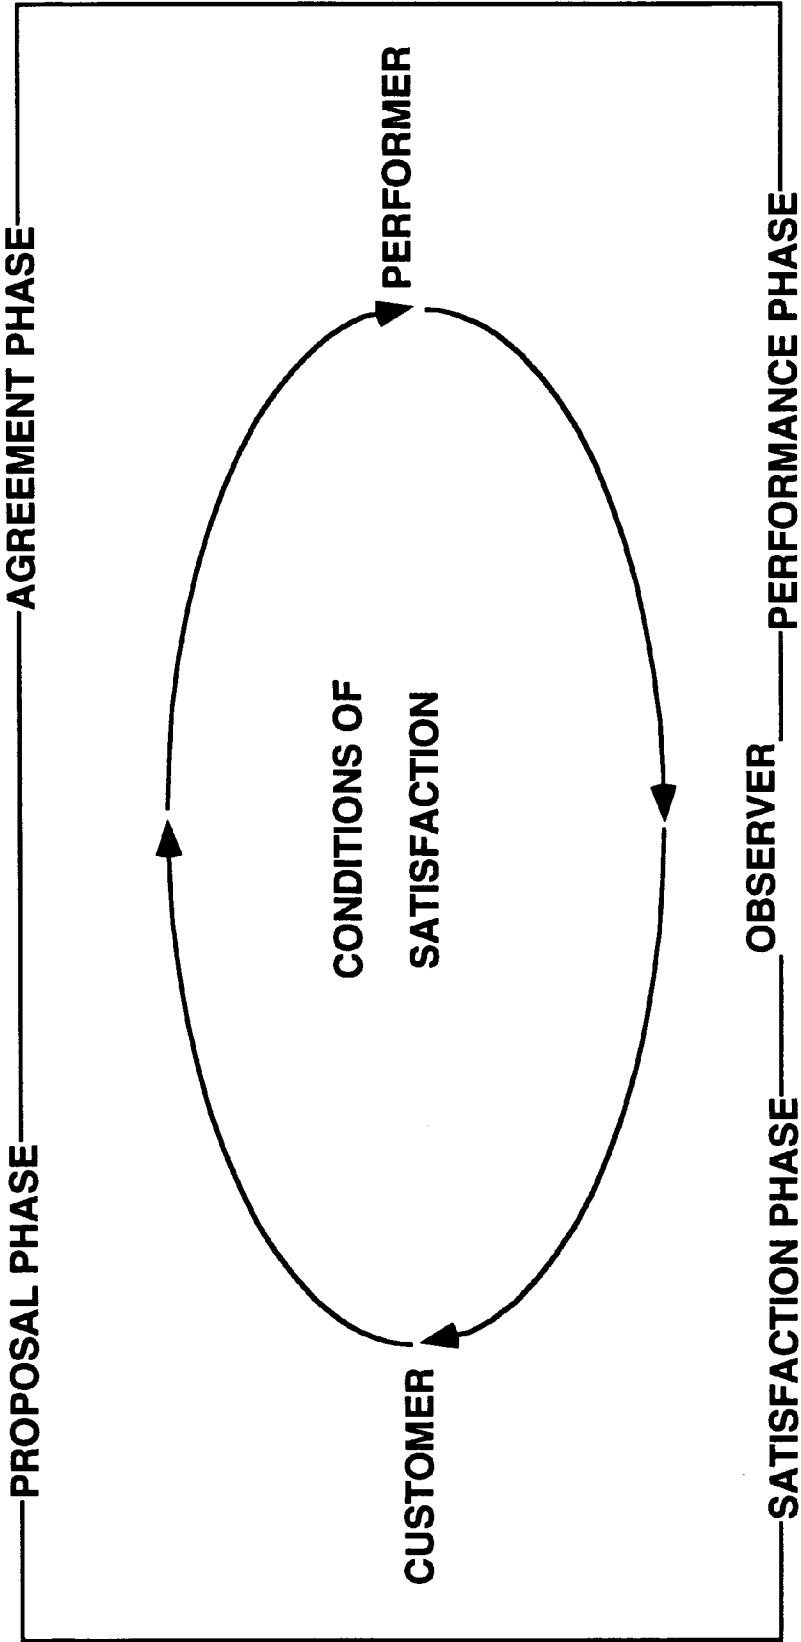 PROPOSAL PHASE
AGREEMENT PHASE
CUSTOMER
CONDITIONS OF
SATISFACTION
PERFORMER
SATISFACTION PHASE
OBSERVER
PERFORMANCE PHASE